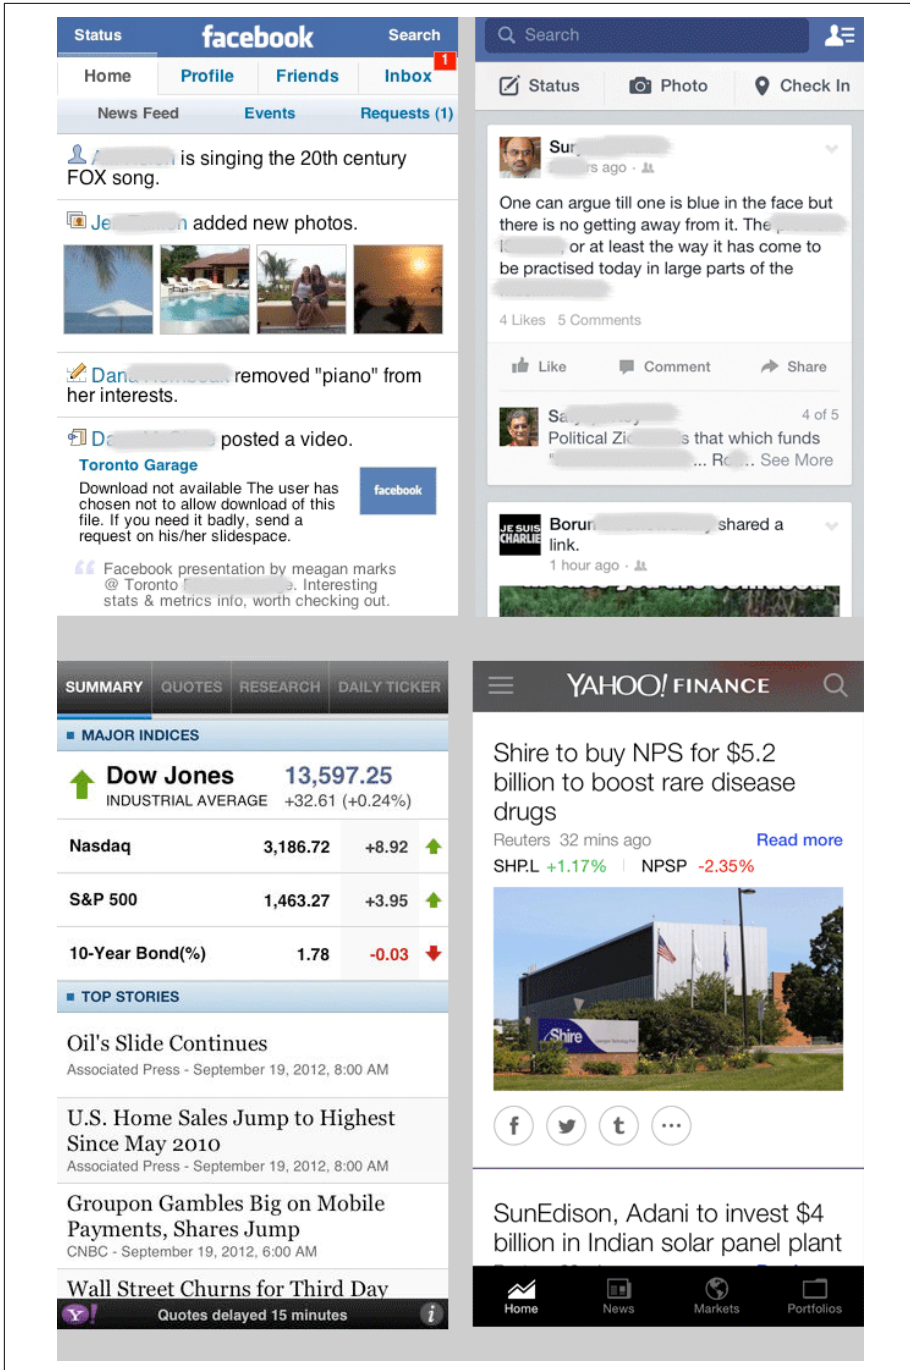 Status
facebook
Search
Home
Profile
Friends
Inbox
1
News Feed
Events
Requests (1)
is singing the 20th century
FOX song.
added new photos.
removed "piano" from
her interests.
posted a video.
Toronto Garage
Download not available The user has
chosen not to allow download of this
file. If you need it badly, send a
request on his/her slidespace.
facebook
Facebook presentation by meagan marks
@ Toronto
Interesting
stats & metrics info, worth checking out.
Search
Status
Photo
Check In
ago
One can argue till one is blue in the face but
there is no getting away from it. The
, or at least the way it has come to
be practised today in large parts of the
4 Likes 5 Comments
Like
Comment
Share
4 of 5
Political
that which funds
... See More
JE SUIS
CHARLIE
shared a
link.
1 hour ago
SUMMARY
QUOTES
RESEARCH
DAILY TICKER
MAJOR INDICES
Dow Jones 13,597.25
INDUSTRIAL AVERAGE +32.61 (+0.24%)
Nasdaq 3,186.72 +8.92
S&P 500 1,463.27 +3.95
10-Year Bond(%) 1.78 -0.03
TOP STORIES
Oil's Slide Continues
Associated Press - September 19, 2012, 8:00 AM
U.S. Home Sales Jump to Highest
Since May 2010
Associated Press - September 19, 2012, 8:00 AM
Groupon Gambles Big on Mobile
Payments, Shares Jump
CNBC - September 19, 2012, 6:00 AM
Wall Street Churns for Third Day
Y!
Quotes delayed 15 minutes
i
YAHOO! FINANCE
Shire to buy NPS for $5.2
billion to boost rare disease
drugs
Reuters 32 mins ago
Read more
SHP.L +1.17% NPSP -2.35%
Shire
f
t
SunEdison, Adani to invest $4
billion in Indian solar panel plant
Home
News
Markets
Portfolios